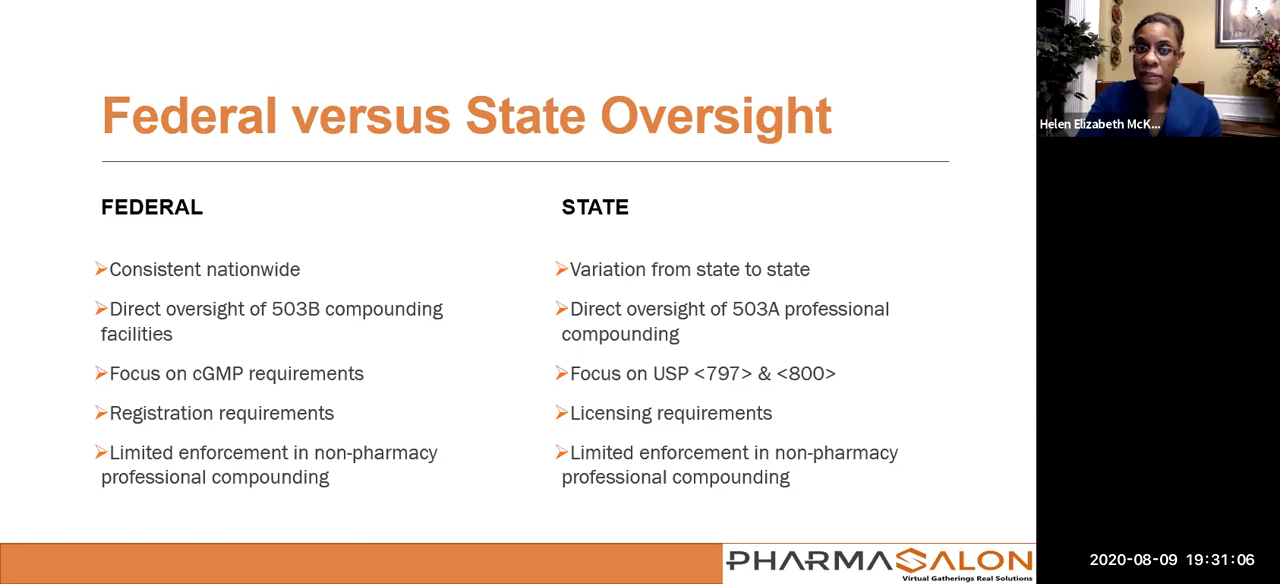 Federal versus State Oversight
FEDERAL
➢Consistent nationwide
➢Direct oversight of 503B compounding
facilities
➢Focus on cGMP requirements
➢Registration requirements
➢Limited enforcement in non-pharmacy
professional compounding
STATE
➢Variation from state to state
➢Direct oversight of 503A professional
compounding
➢Focus on USP <797> & <800>
➢Licensing requirements
➢Limited enforcement in non-pharmacy
professional compounding
PHARMASALON
Virtual Gatherings Real Solutions
Helen Elizabeth McK...
2020-08-09 19:31:06